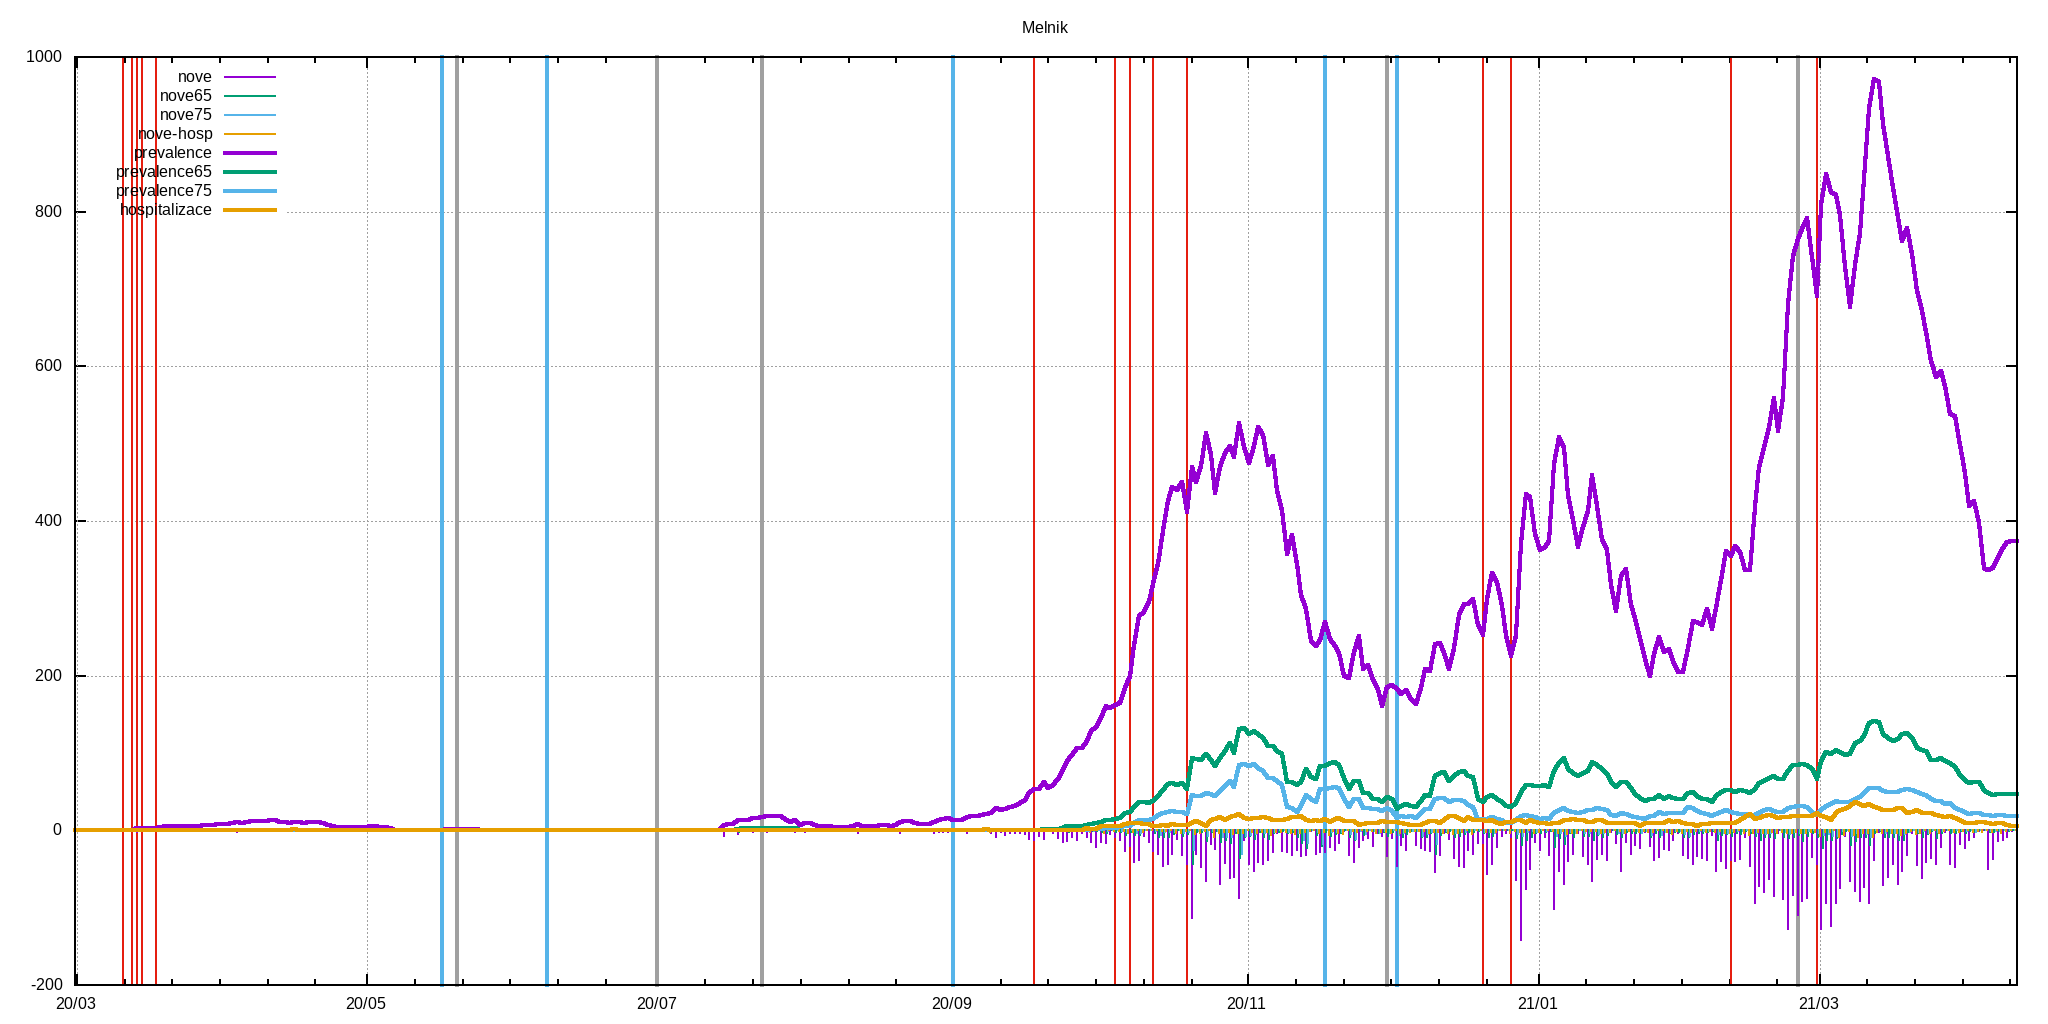 Melnik
1000
800
600
400
200
0
-200
nove
nove65
nove75
nove-hosp
prevalence
prevalence65
prevalence75
hospitalizace
20/03 20/05 20/07 20/09 20/11 21/01 21/03